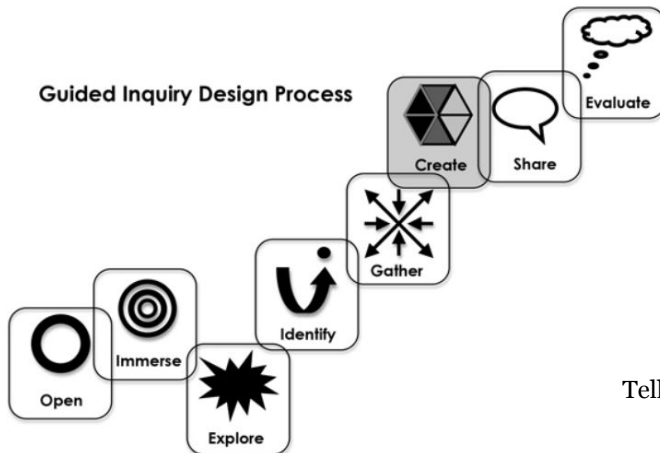 Guided Inquiry Design Process
Open
Immerse
Explore
Identify
Gather
Create
Share
Evaluate
Tell